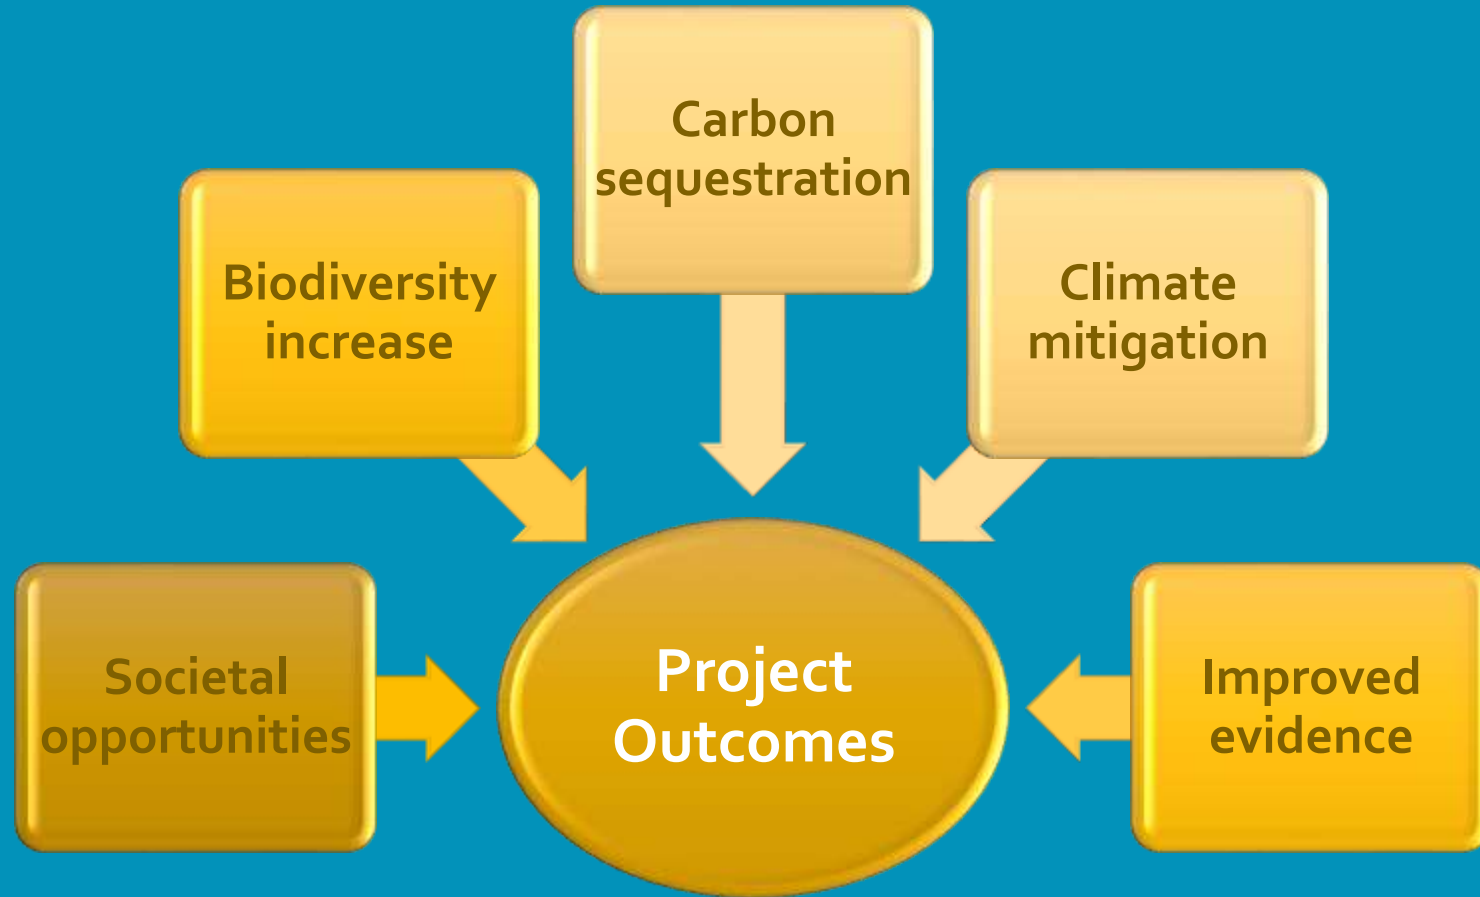 Carbon
sequestration
Biodiversity
increase
Climate
mitigation
Societal
opportunities
Project
Outcomes
Improved
evidence